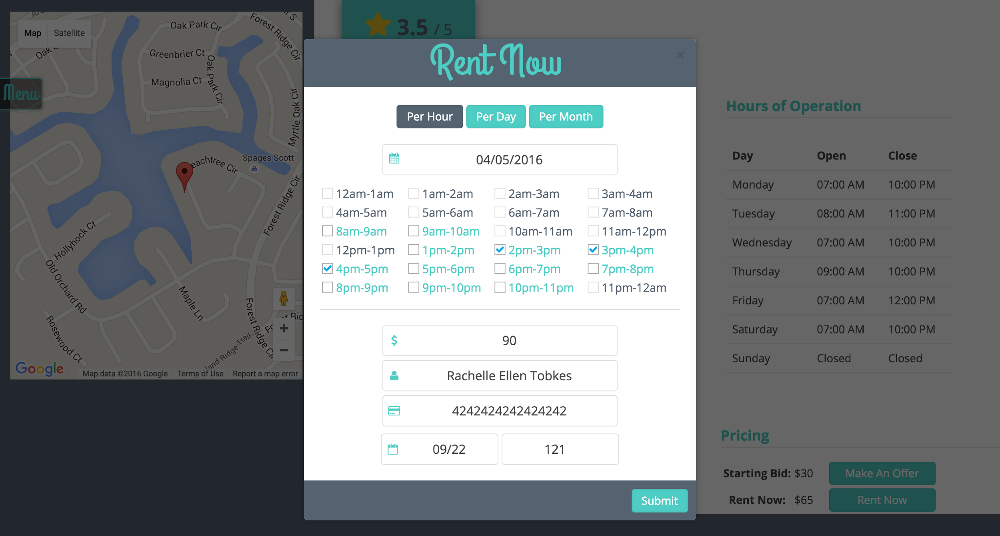 Map
Satellite
Oak Park Cir
Forest Ridge Cir
Greenbrier Ct
Oak Park Cir
Magnolia Ct
Myrtle Oak Cir
Menu
eachtree Cir
Spages Scott
Forest Ridge Cir
Hollyhock Ct
Old Orchard Rd
Maple Ln
Forest Ridge Cir
Rosewood Ct
Island Ridge Trail
Google
Map data ©2016 Google
Terms of Use
Report a map error
3.5 / 5
Rent Now
×
Per Hour Per Day Per Month
04/05/2016
12am-1am 1am-2am 2am-3am 3am-4am
4am-5am 5am-6am 6am-7am 7am-8am
8am-9am 9am-10am 10am-11am 11am-12pm
12pm-1pm 1pm-2pm 2pm-3pm 3pm-4pm
4pm-5pm 5pm-6pm 6pm-7pm 7pm-8pm
8pm-9pm 9pm-10pm 10pm-11pm 11pm-12am
$ 90
Rachelle Ellen Tobkes
4242424242424242
09/22 121
Submit
Hours of Operation
Day Open Close
Monday 07:00 AM 10:00 PM
Tuesday 08:00 AM 11:00 PM
Wednesday 07:00 AM 10:00 PM
Thursday 09:00 AM 10:00 PM
Friday 07:00 AM 12:00 PM
Saturday 07:00 AM 10:00 PM
Sunday Closed Closed
Pricing
Starting Bid: $30 Make An Offer
Rent Now: $65 Rent Now